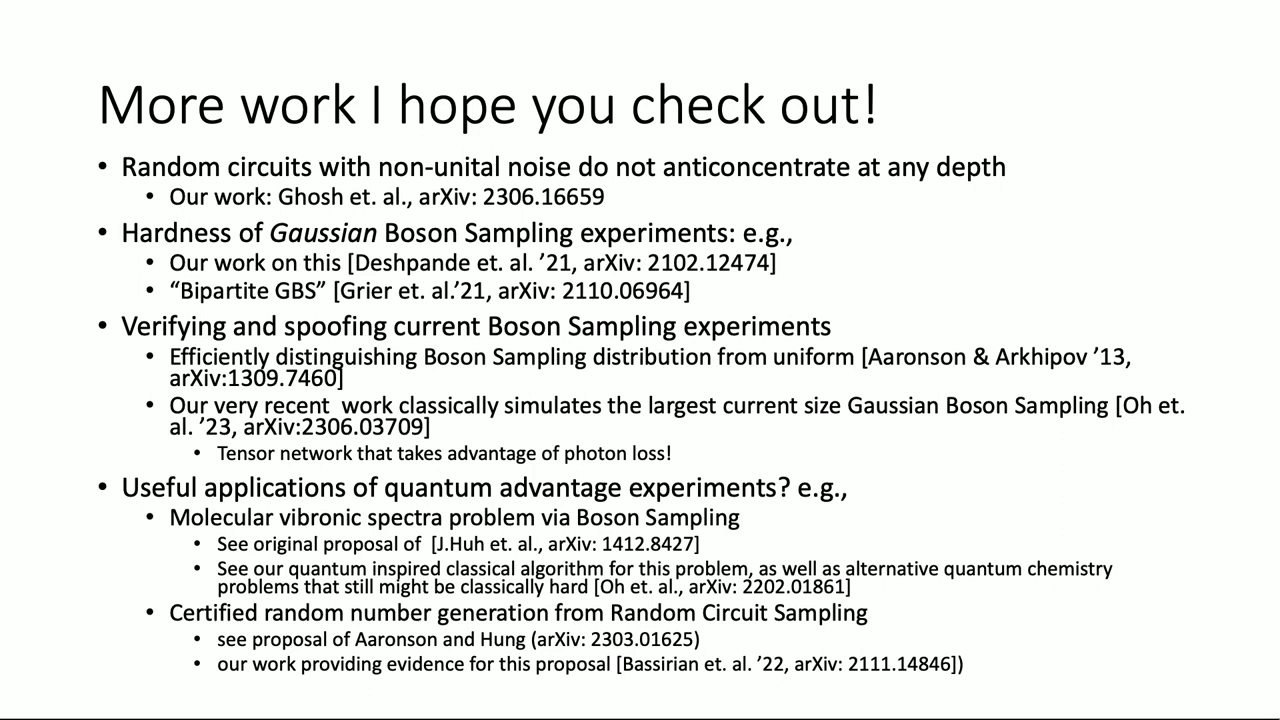 More work I hope you check out!
• Random circuits with non-unital noise do not anticoncentrate at any depth
• Our work: Ghosh et. al., arXiv: 2306.16659
• Hardness of Gaussian Boson Sampling experiments: e.g.,
• Our work on this [Deshpande et. al. ’21, arXiv: 2102.12474]
• “Bipartite GBS” [Grier et. al.’21, arXiv: 2110.06964]
• Verifying and spoofing current Boson Sampling experiments
• Efficiently distinguishing Boson Sampling distribution from uniform [Aaronson & Arkhipov ’13,
arXiv:1309.7460]
• Our very recent  work classically simulates the largest current size Gaussian Boson Sampling [Oh et.
al. ’23, arXiv:2306.03709]
• Tensor network that takes advantage of photon loss!
• Useful applications of quantum advantage experiments? e.g.,
• Molecular vibronic spectra problem via Boson Sampling
• See original proposal of  [J.Huh et. al., arXiv: 1412.8427]
• See our quantum inspired classical algorithm for this problem, as well as alternative quantum chemistry
problems that still might be classically hard [Oh et. al., arXiv: 2202.01861]
• Certified random number generation from Random Circuit Sampling
• see proposal of Aaronson and Hung (arXiv: 2303.01625)
• our work providing evidence for this proposal [Bassirian et. al. ’22, arXiv: 2111.14846])